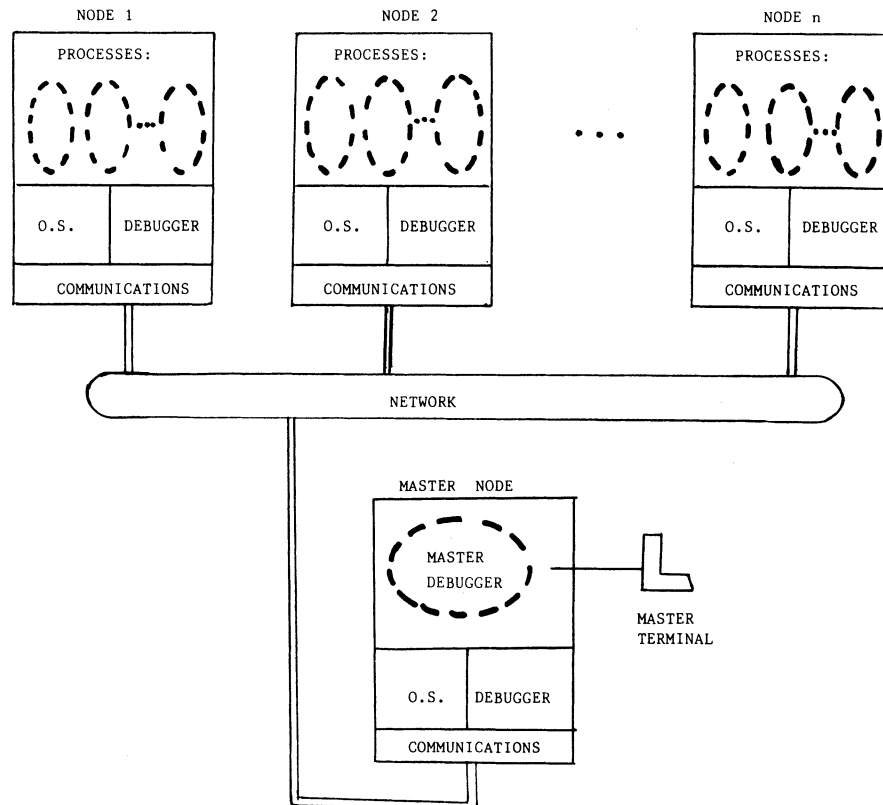 NODE 1
NODE 2
NODE n
PROCESSES:
PROCESSES:
PROCESSES:
O.S.
DEBUGGER
O.S.
DEBUGGER
O.S.
DEBUGGER
COMMUNICATIONS
COMMUNICATIONS
COMMUNICATIONS
NETWORK
MASTER NODE
MASTER
DEBUGGER
MASTER
TERMINAL
O.S.
DEBUGGER
COMMUNICATIONS